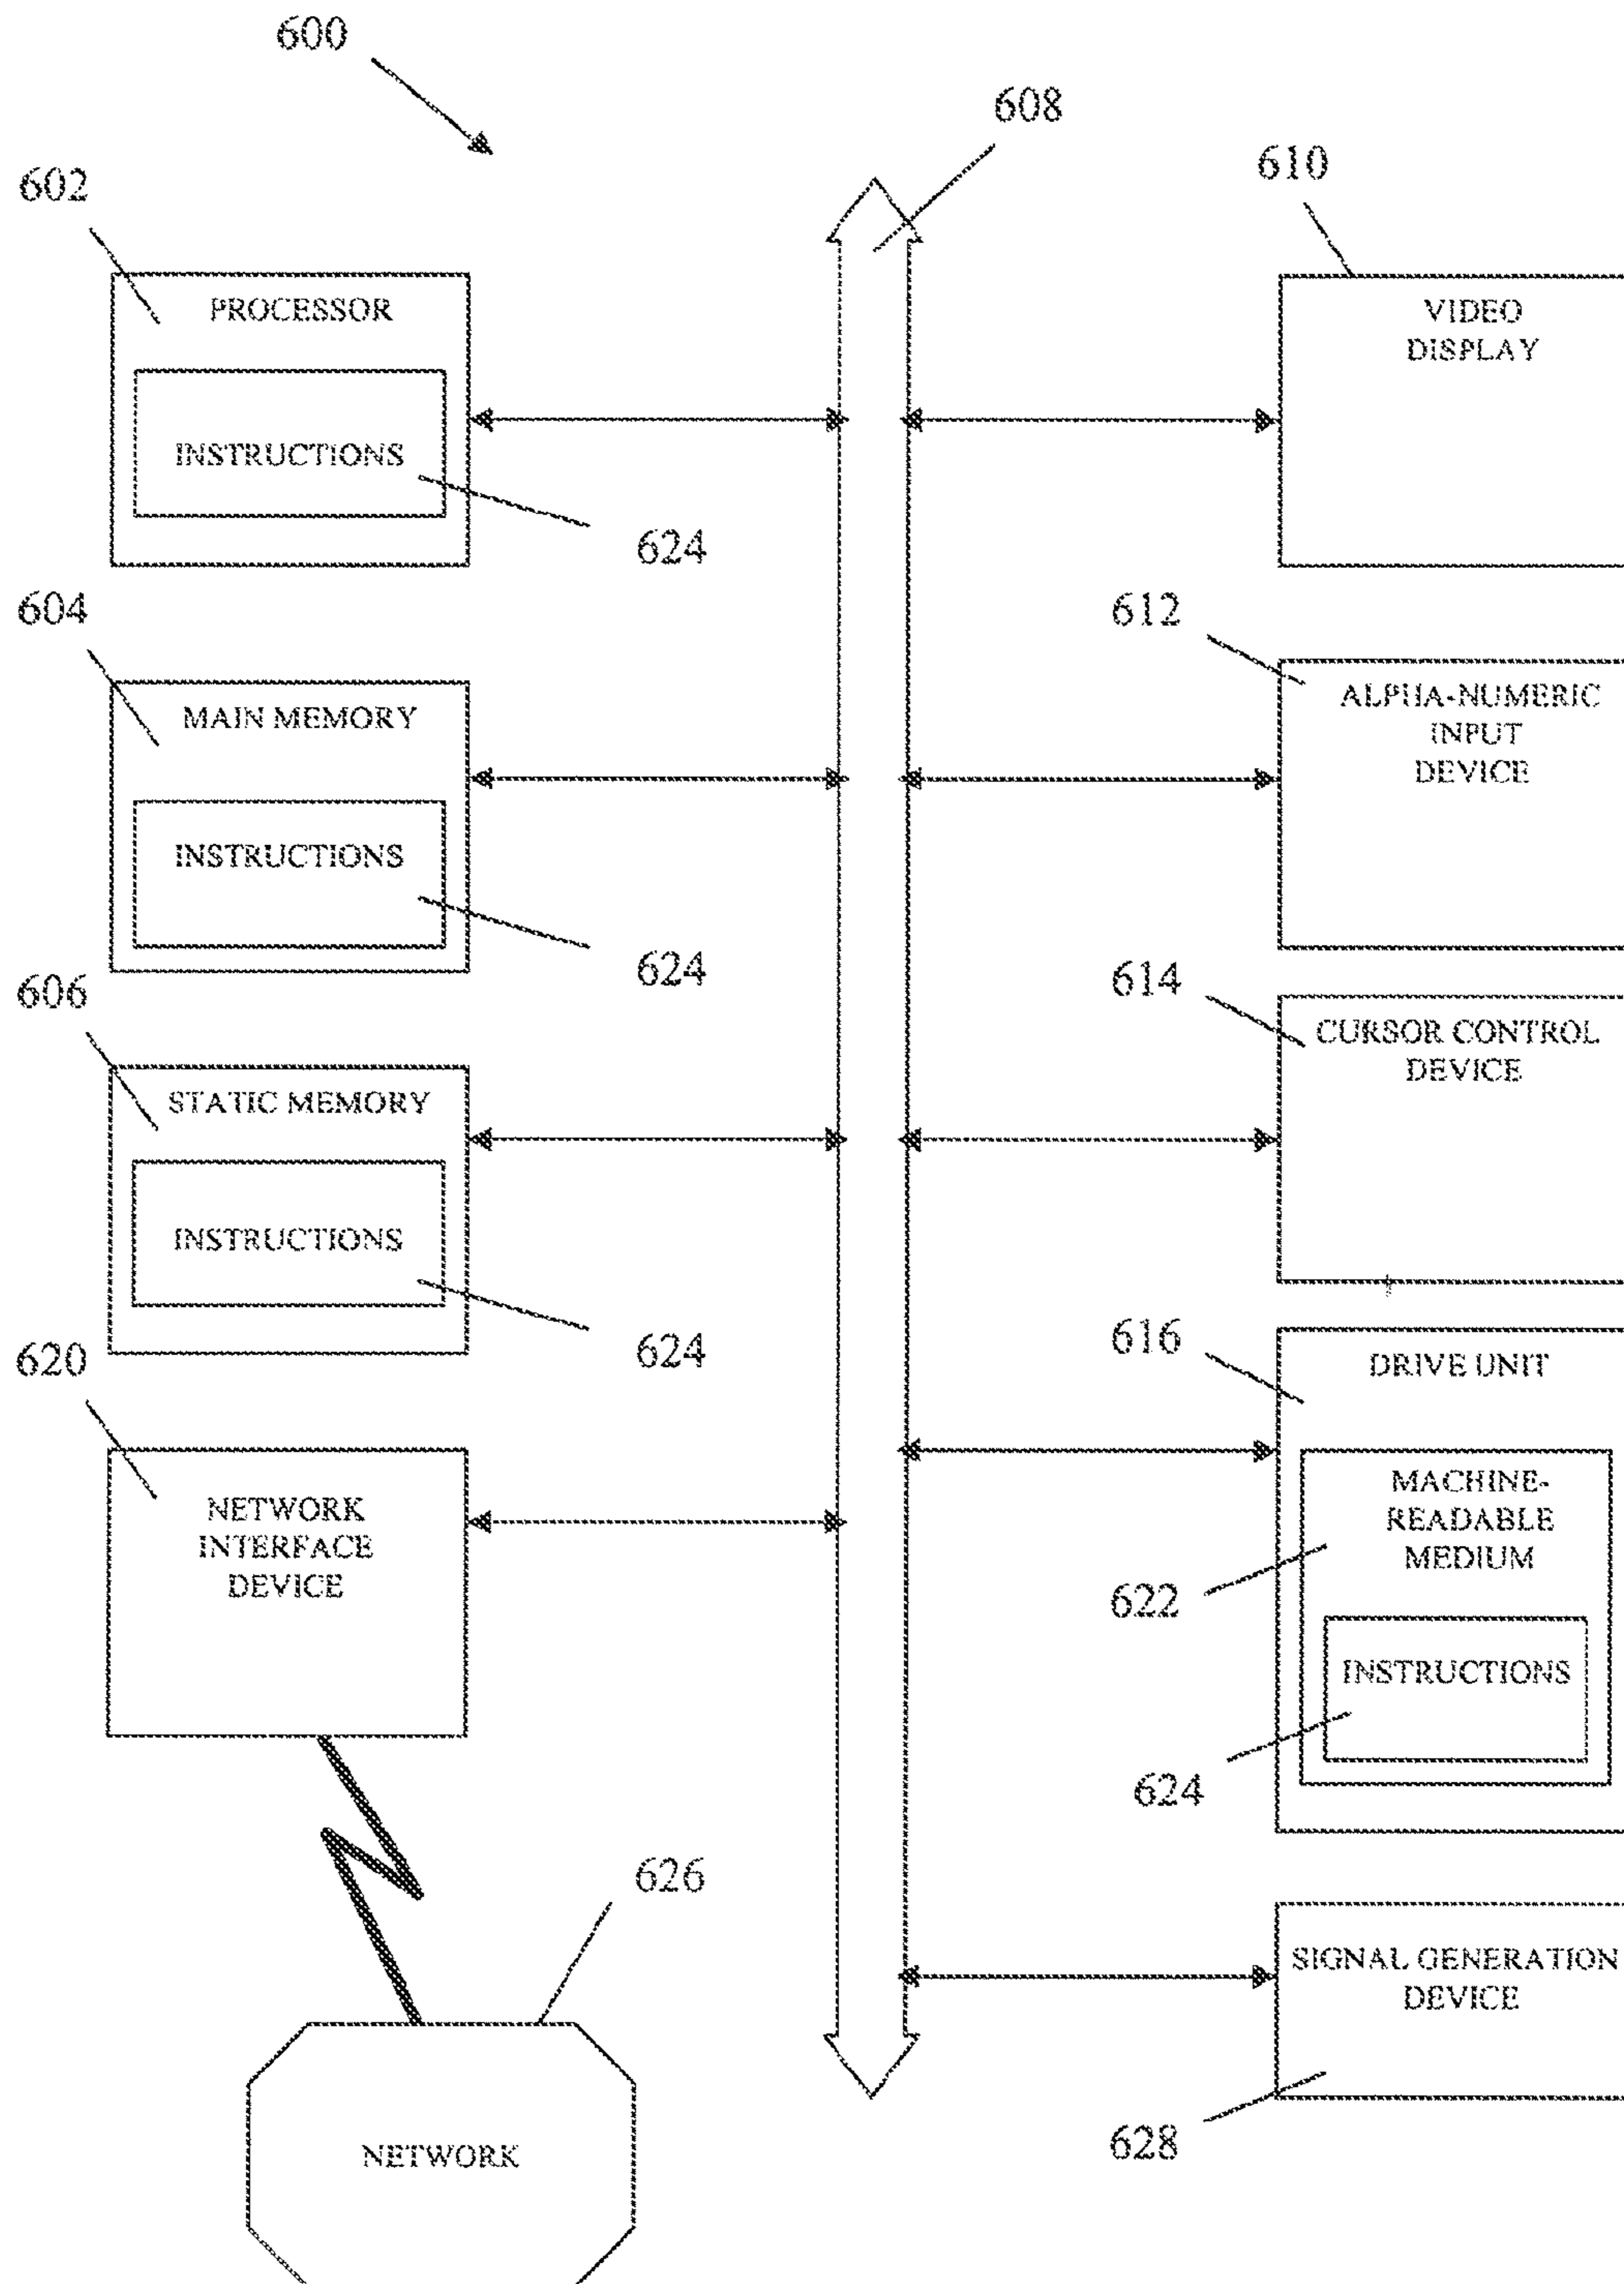 600
608
610
602
PROCESSOR
INSTRUCTIONS
624
VIDEO
DISPLAY
604
MAIN MEMORY
INSTRUCTIONS
624
612
ALPHA-NUMERIC
INPUT
DEVICE
606
STATIC MEMORY
INSTRUCTIONS
624
614
CURSOR CONTROL
DEVICE
620
NETWORK
INTERFACE
DEVICE
616
DRIVE UNIT
MACHINE-
READABLE
MEDIUM
622
INSTRUCTIONS
624
626
NETWORK
SIGNAL GENERATION
DEVICE
628